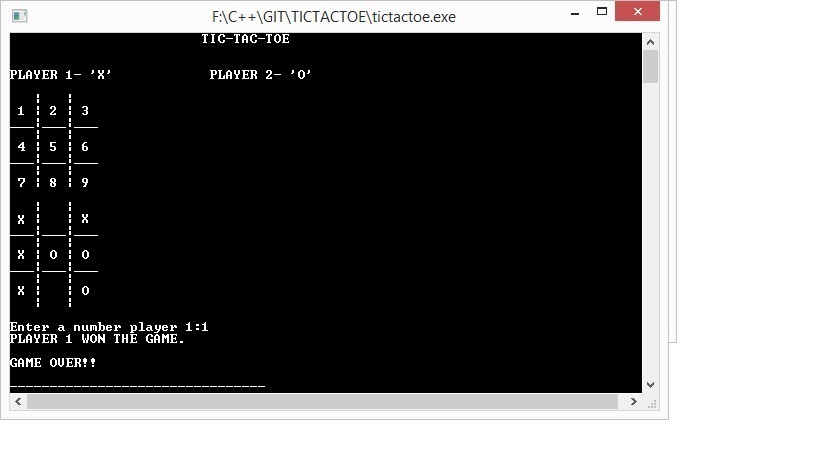 F:\C++\GIT\TICTACTOE\tictactoe.exe
TIC-TAC-TOE
PLAYER 1- 'X' PLAYER 2- 'O'
1 2 3
4 5 6
7 8 9
X X
X O O
X O
Enter a number player 1:1
PLAYER 1 WON THE GAME.
GAME OVER!!
--------------------------------